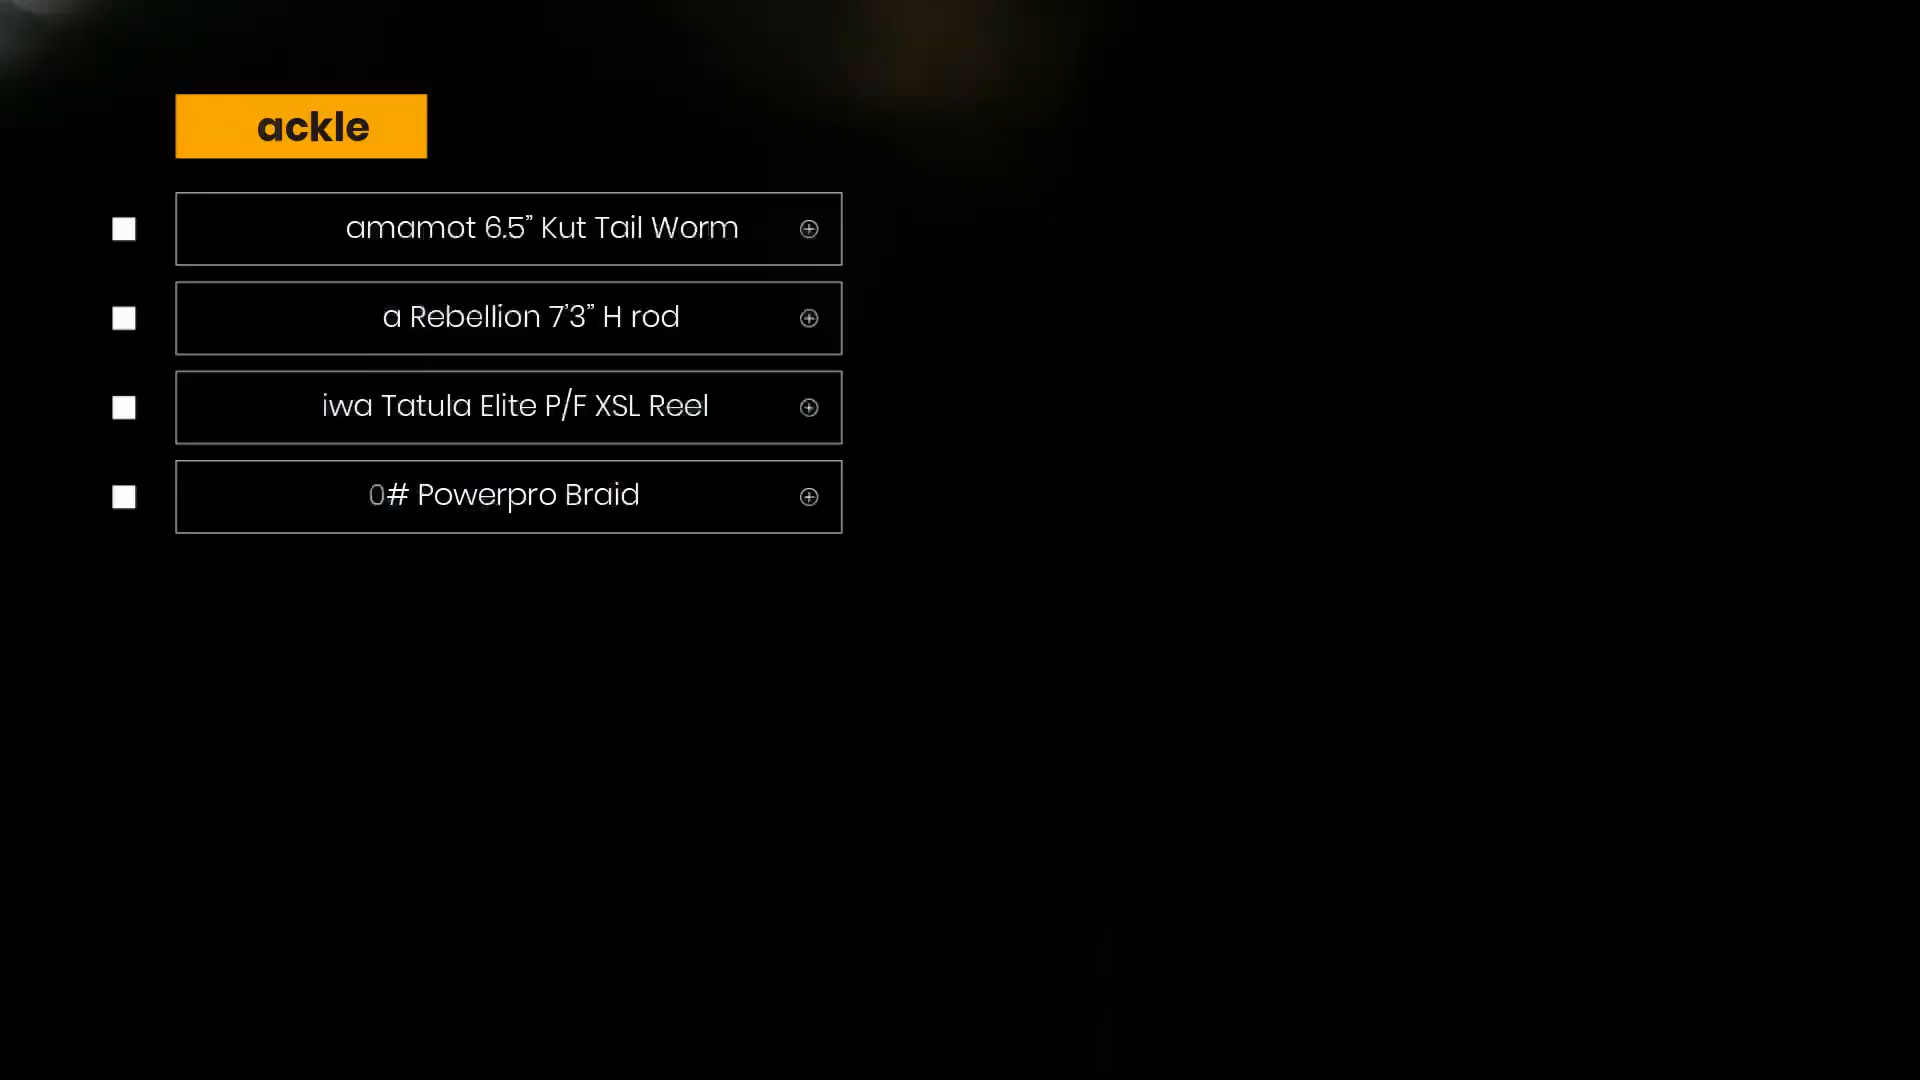 ackle
amamot 6.5” Kut Tail Worm
a Rebellion 7’3” H rod
iwa Tatula Elite P/F XSL Reel
0# Powerpro Braid